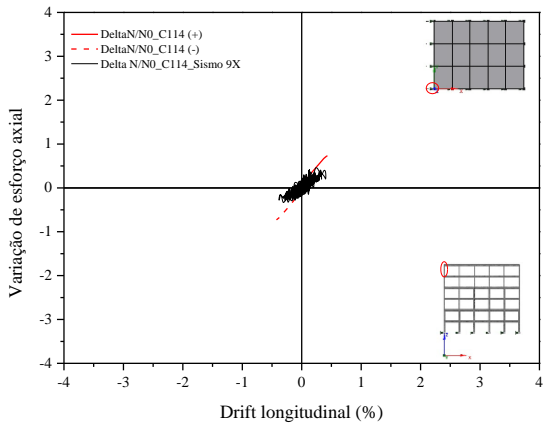 DeltaN/N0_C114 (+)
DeltaN/N0_C114 (-)
Delta N/N0_C114_Sismo 9X
4
3
2
1
0
-1
-2
-3
-4
Variação de esforço axial
-4 -3 -2 -1 0 1 2 3 4
Drift longitudinal (%)